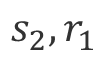 s₂, r₁